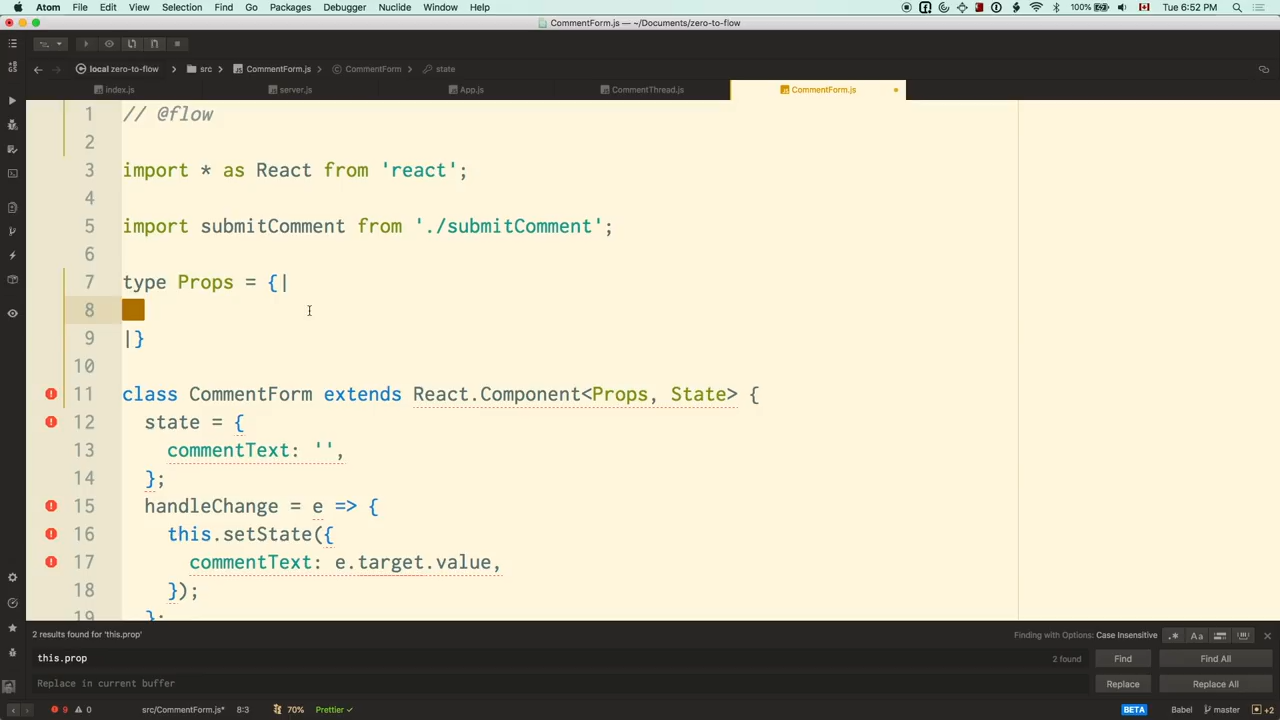 Atom File Edit View Selection Find Go Packages Debugger Nuclide Window Help 100% Tue 6:52 PM
CommentForm.js — ~/Documents/zero-to-flow
local zero-to-flow src CommentForm.js CommentForm state
index.js server.js App.js CommentThread.js CommentForm.js
1 // @flow
2
3 import * as React from 'react';
4
5 import submitComment from './submitComment';
6
7 type Props = {|
8
9 |}
10
11 class CommentForm extends React.Component<Props, State> {
12 state = {
13 commentText: '',
14 };
15 handleChange = e => {
16 this.setState({
17 commentText: e.target.value,
18 });
19 };
2 results found for 'this.prop' Finding with Options: Case Insensitive .* Aa
this.prop 2 found Find Find All
Replace in current buffer Replace Replace All
9 0 src/CommentForm.js* 8:3 70% Prettier ✓ BETA Babel master +2